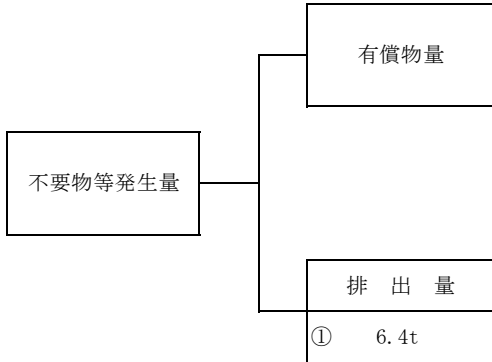 有償物量
不要物等発生量
排　出　量
①　　6.4t